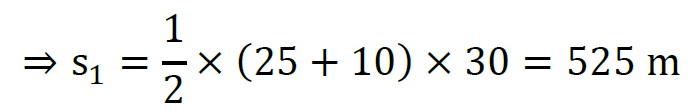 ⇒ s₁ = 1/2 × (25 + 10) × 30 = 525 m